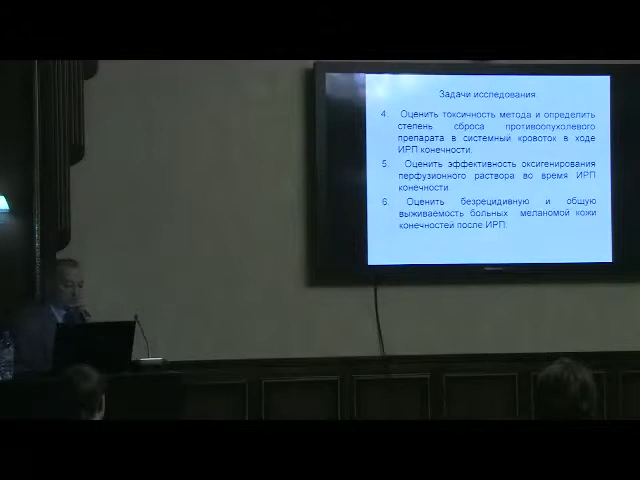 Задачи исследования.
4. Оценить токсичность метода и определить
степень сброса противоопухолевого
препарата в системный кровоток в ходе
ИРП конечности.
5. Оценить эффективность оксигенирования
перфузионного раствора во время ИРП
конечности.
6. Оценить безрецидивную и общую
выживаемость больных меланомой кожи
конечностей после ИРП.